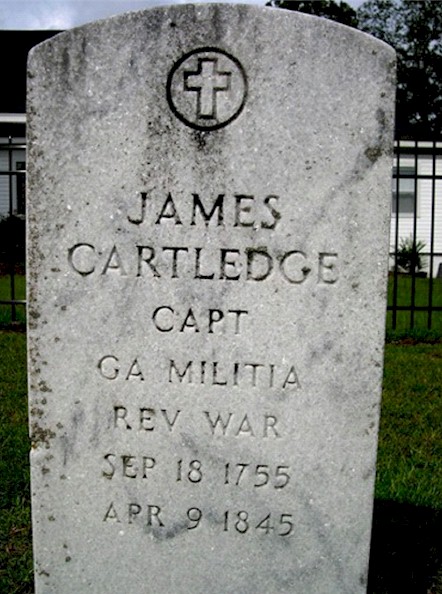 JAMES
CARTLEDGE
CAPT
GA MILITIA
REV WAR
SEP 18 1755
APR 9 1845